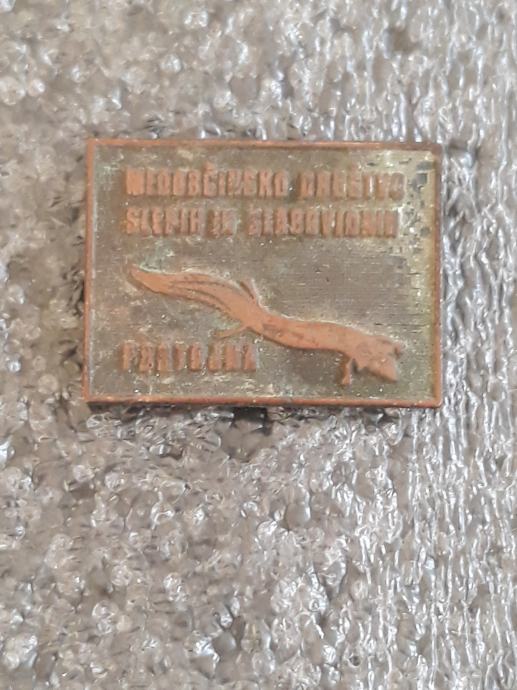 MEDOBČINSKO DRUŠTVO
SLEPIH IN SLABOVIDNIH
POSTOJNA